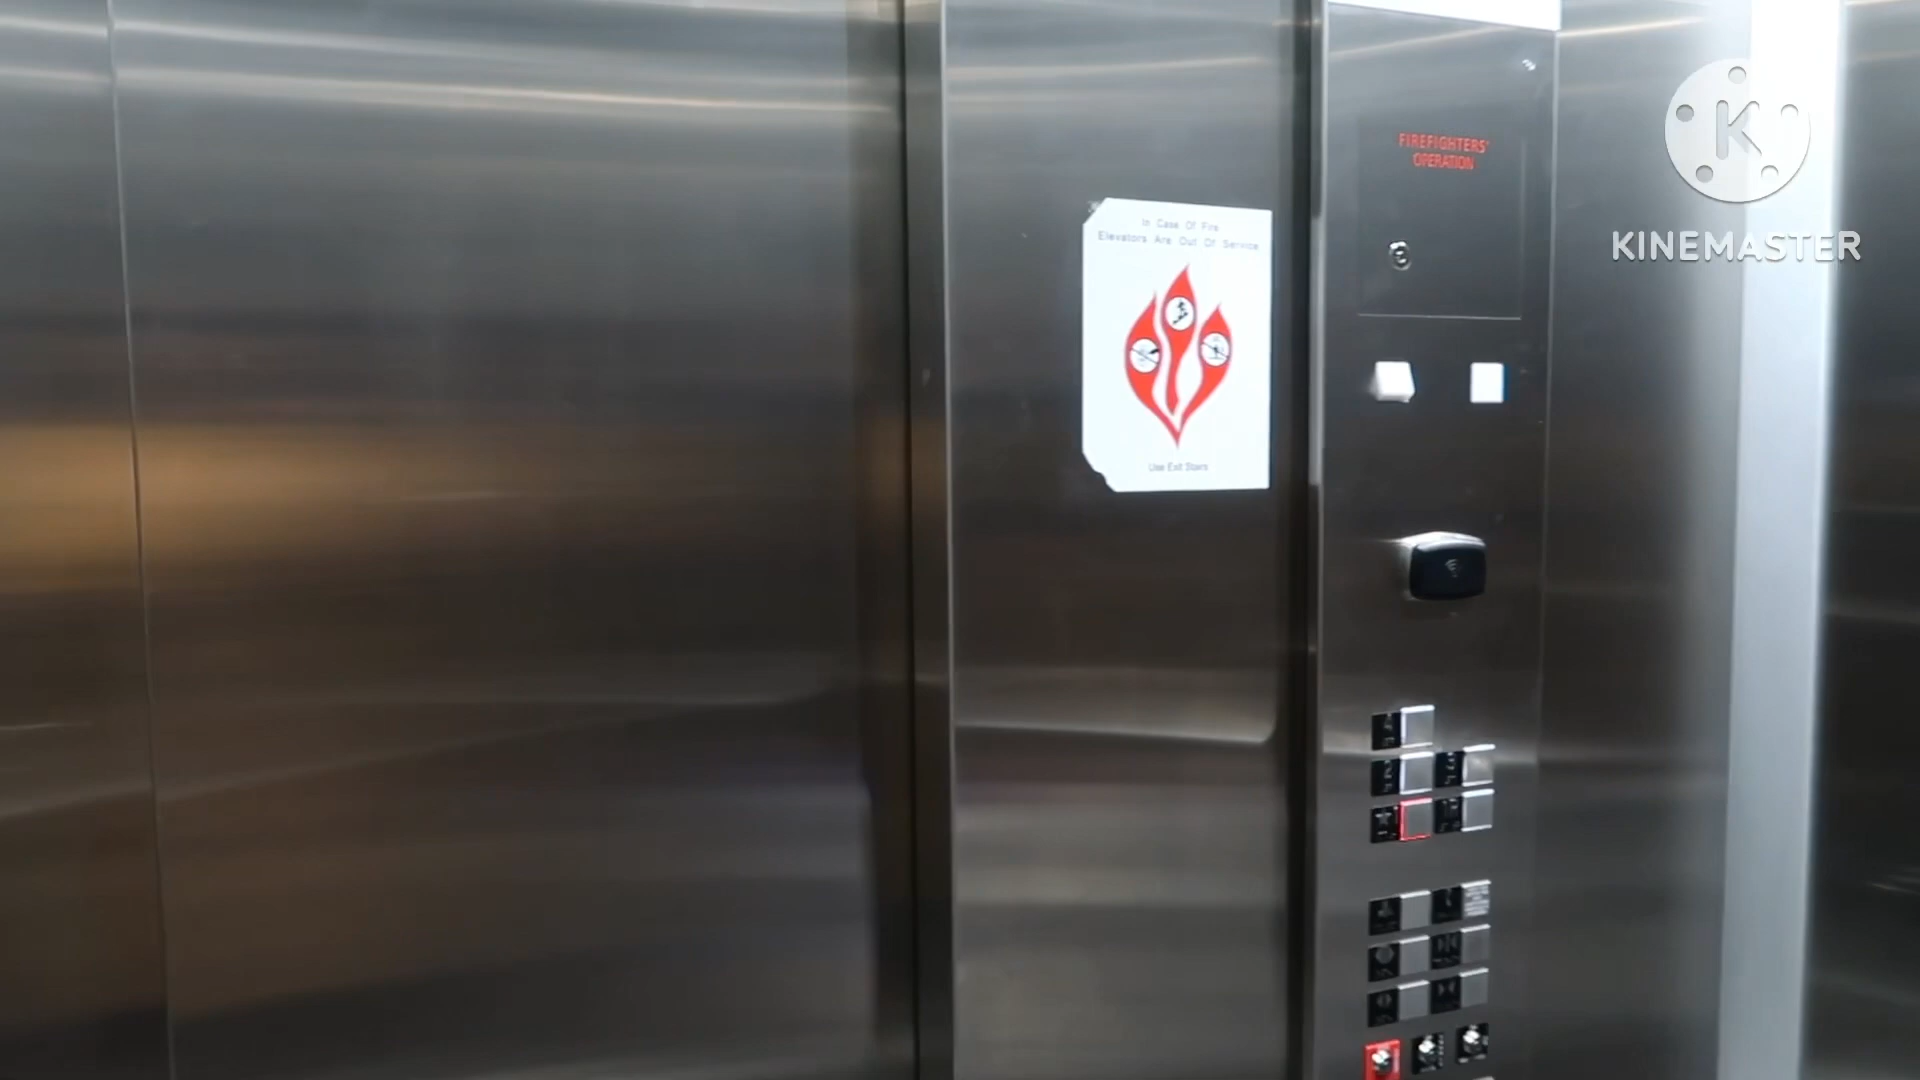 In Case Of Fire
Elevators Are Out Of Service
Use Exit Stairs
FIREFIGHTERS'
OPERATION
K
KINEMASTER